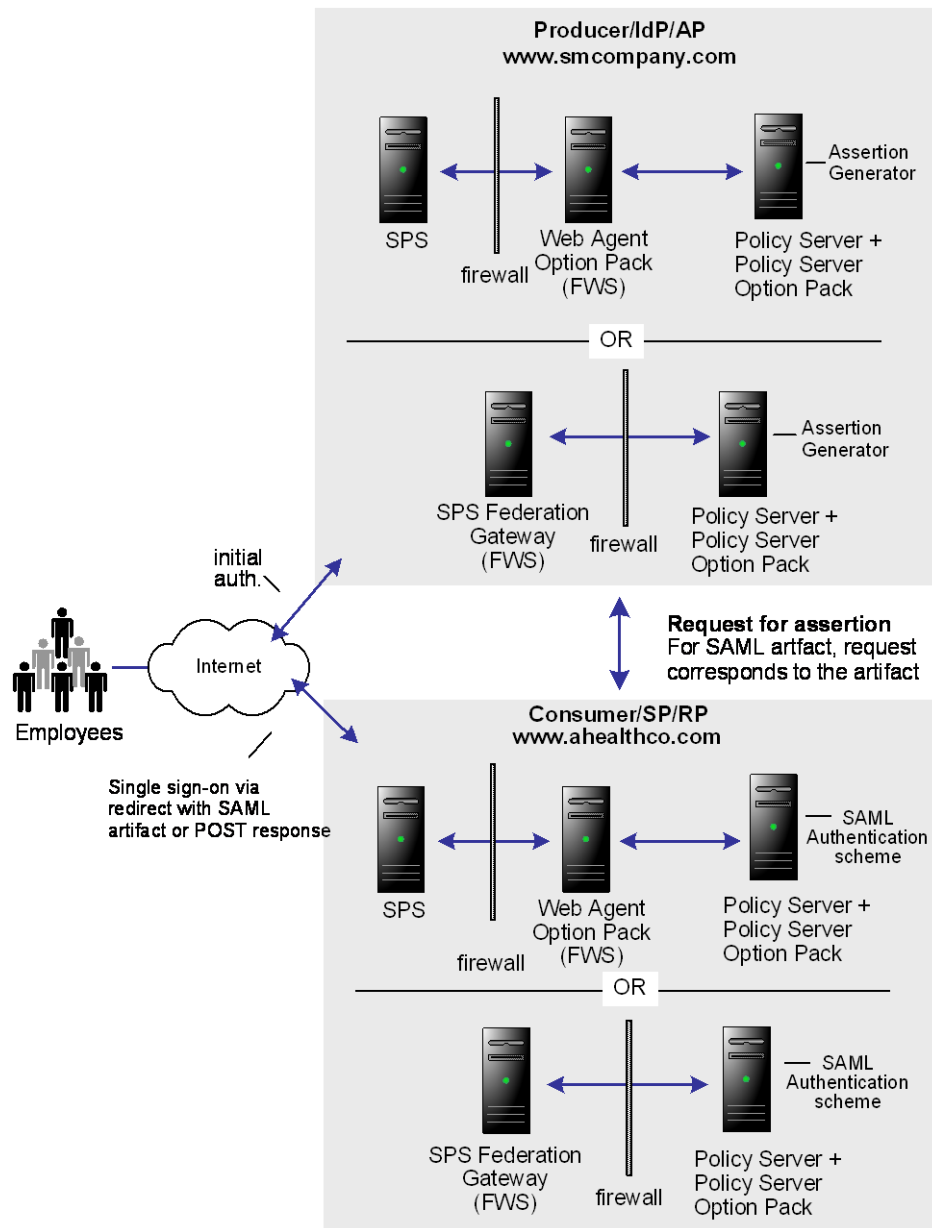 Producer/IdP/AP
www.smcompany.com
Assertion
Generator
SPS
firewall
Web Agent
Option Pack
(FWS)
Policy Server +
Policy Server
Option Pack
OR
Assertion
Generator
SPS Federation
Gateway
(FWS)
firewall
Policy Server +
Policy Server
Option Pack
initial
auth.
Internet
Employees
Request for assertion
For SAML artfact, request
corresponds to the artifact
Single sign-on via
redirect with SAML
artifact or POST response
Consumer/SP/RP
www.ahealthco.com
SAML
Authentication
scheme
SPS
firewall
Web Agent
Option Pack
(FWS)
Policy Server +
Policy Server
Option Pack
OR
SAML
Authentication
scheme
SPS Federation
Gateway
(FWS)
firewall
Policy Server +
Policy Server
Option Pack